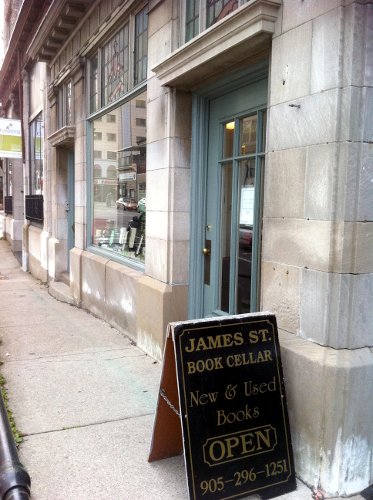 JAMES ST.
BOOK CELLAR
New & Used
Books
OPEN
905-296-1251